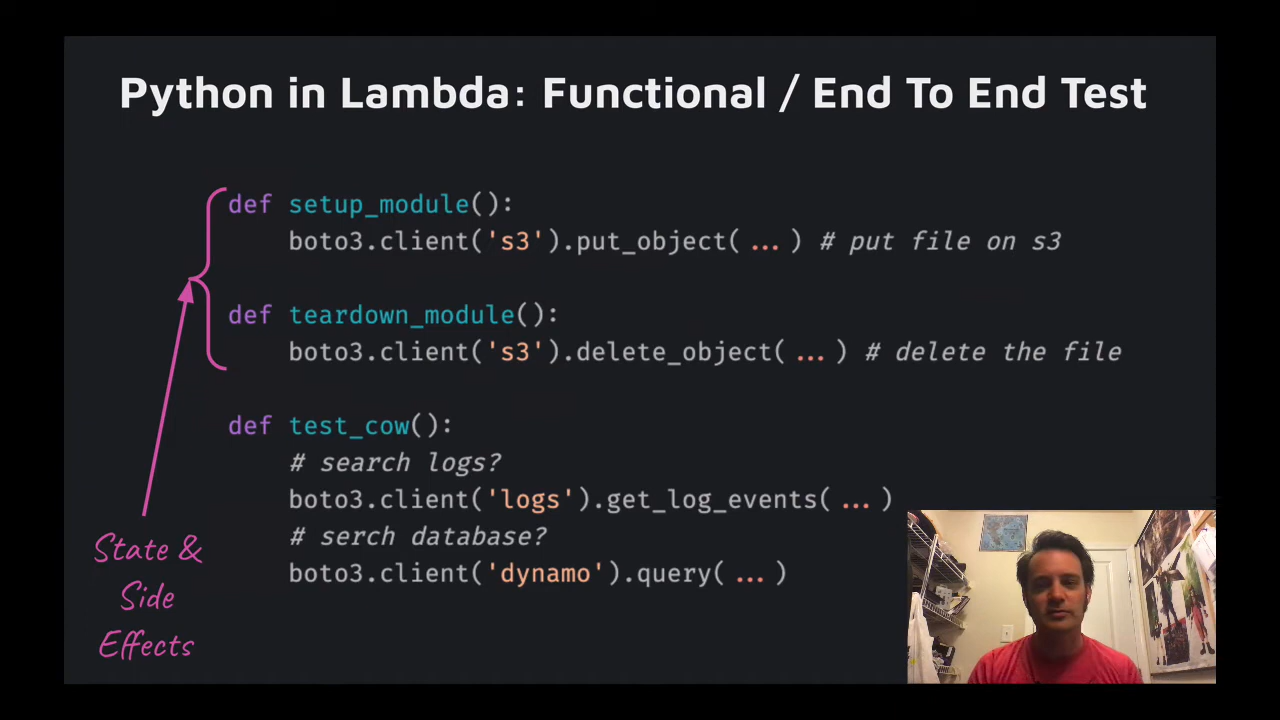 Python in Lambda: Functional / End To End Test
def setup_module():
boto3.client('s3').put_object( ... ) # put file on s3
def teardown_module():
boto3.client('s3').delete_object( ... ) # delete the file
def test_cow():
# search logs?
boto3.client('logs').get_log_events( ... )
# serch database?
boto3.client('dynamo').query( ... )
State &
Side
Effects